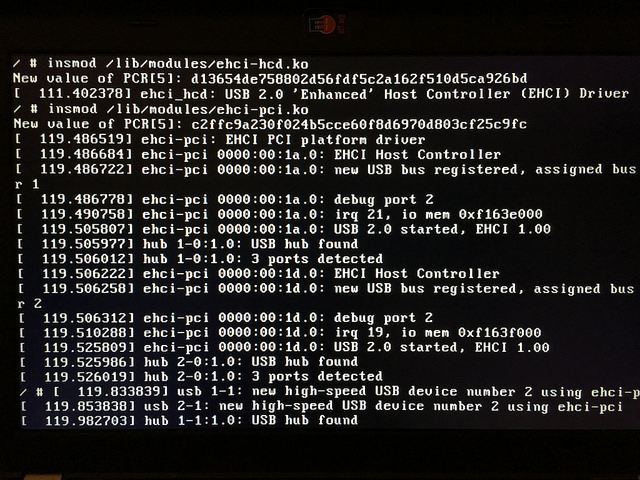 / # insmod /lib/modules/ehci-hcd.ko
New value of PCR[5]: d13654de758802d56fdf5c2a162f510d5ca926bd
[  111.402378] ehci_hcd: USB 2.0 'Enhanced' Host Controller (EHCI) Driver
/ # insmod /lib/modules/ehci-pci.ko
New value of PCR[5]: c2ffc9a230f024b5cce60f8d6970d803cf25c9fc
[  119.486519] ehci-pci: EHCI PCI platform driver
[  119.486684] ehci-pci 0000:00:1a.0: EHCI Host Controller
[  119.486722] ehci-pci 0000:00:1a.0: new USB bus registered, assigned bus
r 1
[  119.486778] ehci-pci 0000:00:1a.0: debug port 2
[  119.490758] ehci-pci 0000:00:1a.0: irq 21, io mem 0xf163e000
[  119.505807] ehci-pci 0000:00:1a.0: USB 2.0 started, EHCI 1.00
[  119.505977] hub 1-0:1.0: USB hub found
[  119.506012] hub 1-0:1.0: 3 ports detected
[  119.506222] ehci-pci 0000:00:1d.0: EHCI Host Controller
[  119.506258] ehci-pci 0000:00:1d.0: new USB bus registered, assigned bus
r 2
[  119.506312] ehci-pci 0000:00:1d.0: debug port 2
[  119.510288] ehci-pci 0000:00:1d.0: irq 19, io mem 0xf163f000
[  119.525809] ehci-pci 0000:00:1d.0: USB 2.0 started, EHCI 1.00
[  119.525986] hub 2-0:1.0: USB hub found
[  119.526019] hub 2-0:1.0: 3 ports detected
/ # [  119.833839] usb 1-1: new high-speed USB device number 2 using ehci-p
[  119.853838] usb 2-1: new high-speed USB device number 2 using ehci-pci
[  119.982703] hub 1-1:1.0: USB hub found